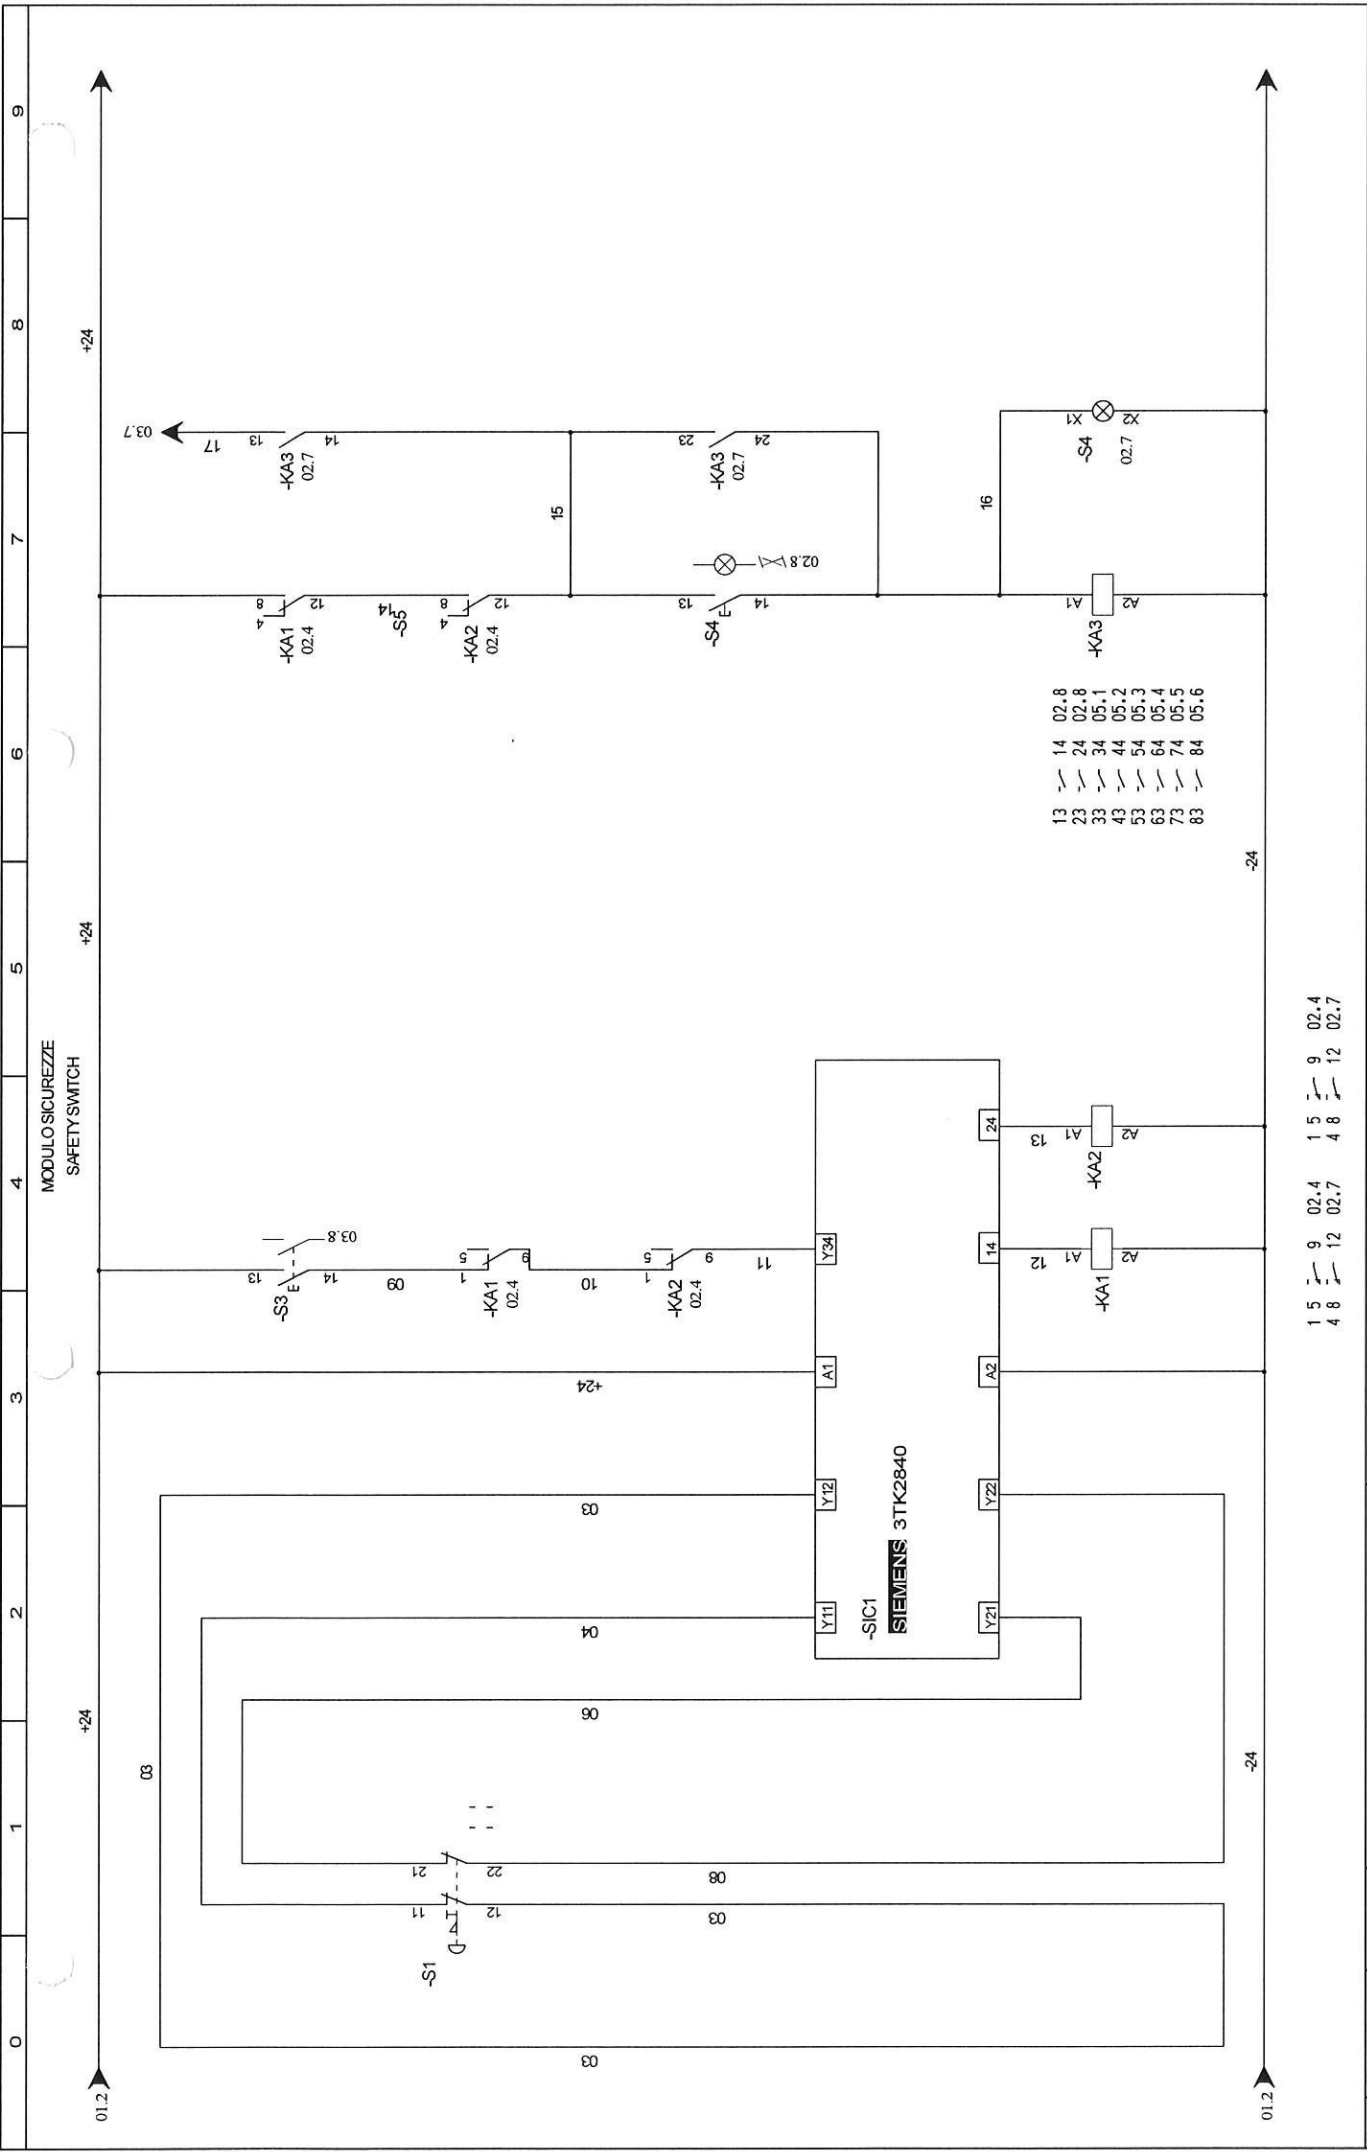 0 1 2 3 4 5 6 7 8 9
MODULO SICUREZZE
SAFETY SWITCH
01.2
+24
+24
+24
03
03
-S1
11
12
21
22
03
08
06
04
03
+24
-S3
13
14
03.8
09
-KA1
02.4
1
5
9
10
-KA2
02.4
1
5
9
11
Y11
Y12
A1
Y34
-SIC1
SIEMENS 3TK2840
Y21
Y22
A2
14
24
12
13
-KA1
A1
A2
-KA2
A1
A2
-KA1
02.4
4
8
12
14
-S5
-KA2
02.4
4
8
12
03.7
17
-KA3
02.7
13
14
15
-S4
13
14
02.8
-KA3
02.7
23
24
16
-KA3
A1
A2
-S4
02.7
X1
X2
13 14 02.8
23 24 02.8
33 34 05.1
43 44 05.2
53 54 05.3
63 64 05.4
73 74 05.5
83 84 05.6
01.2
-24
-24
1 5 9 02.4
4 8 12 02.7
1 5 9 02.4
4 8 12 02.7